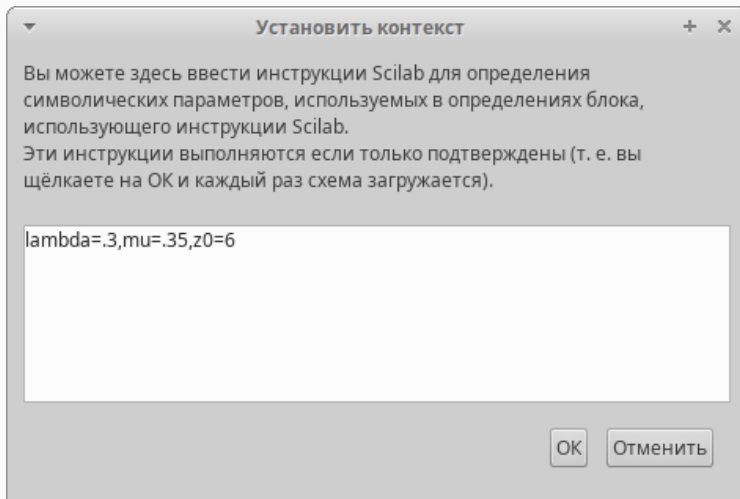 Установить контекст
Вы можете здесь ввести инструкции Scilab для определения
символических параметров, используемых в определениях блока,
использующего инструкции Scilab.
Эти инструкции выполняются если только подтверждены (т. е. вы
щёлкаете на ОК и каждый раз схема загружается).
lambda=.3,mu=.35,z0=6
ОК Отменить